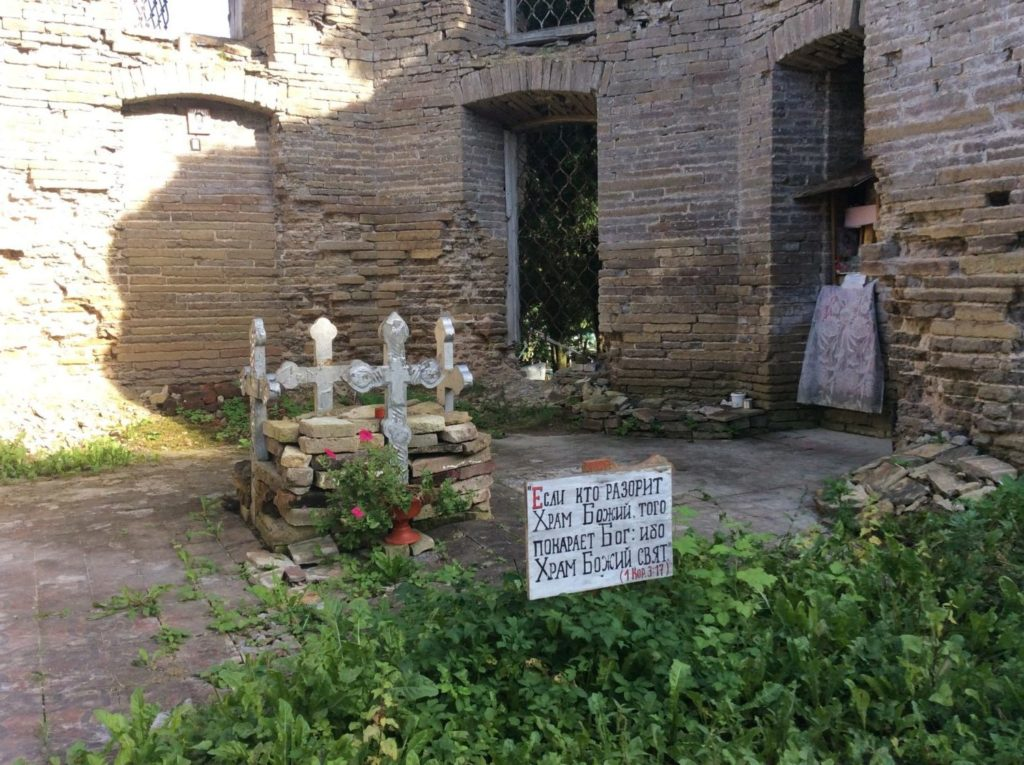 "Если кто разорит
Храм Божий, того
покарает Бог: ибо
Храм Божий свят"
(1 Кор. 3:17)